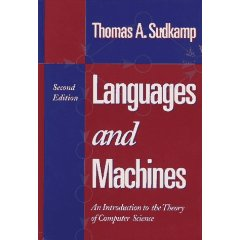 Thomas A. Sudkamp
Second
Edition
Languages
and
Machines
An Introduction to the Theory
of Computer Science